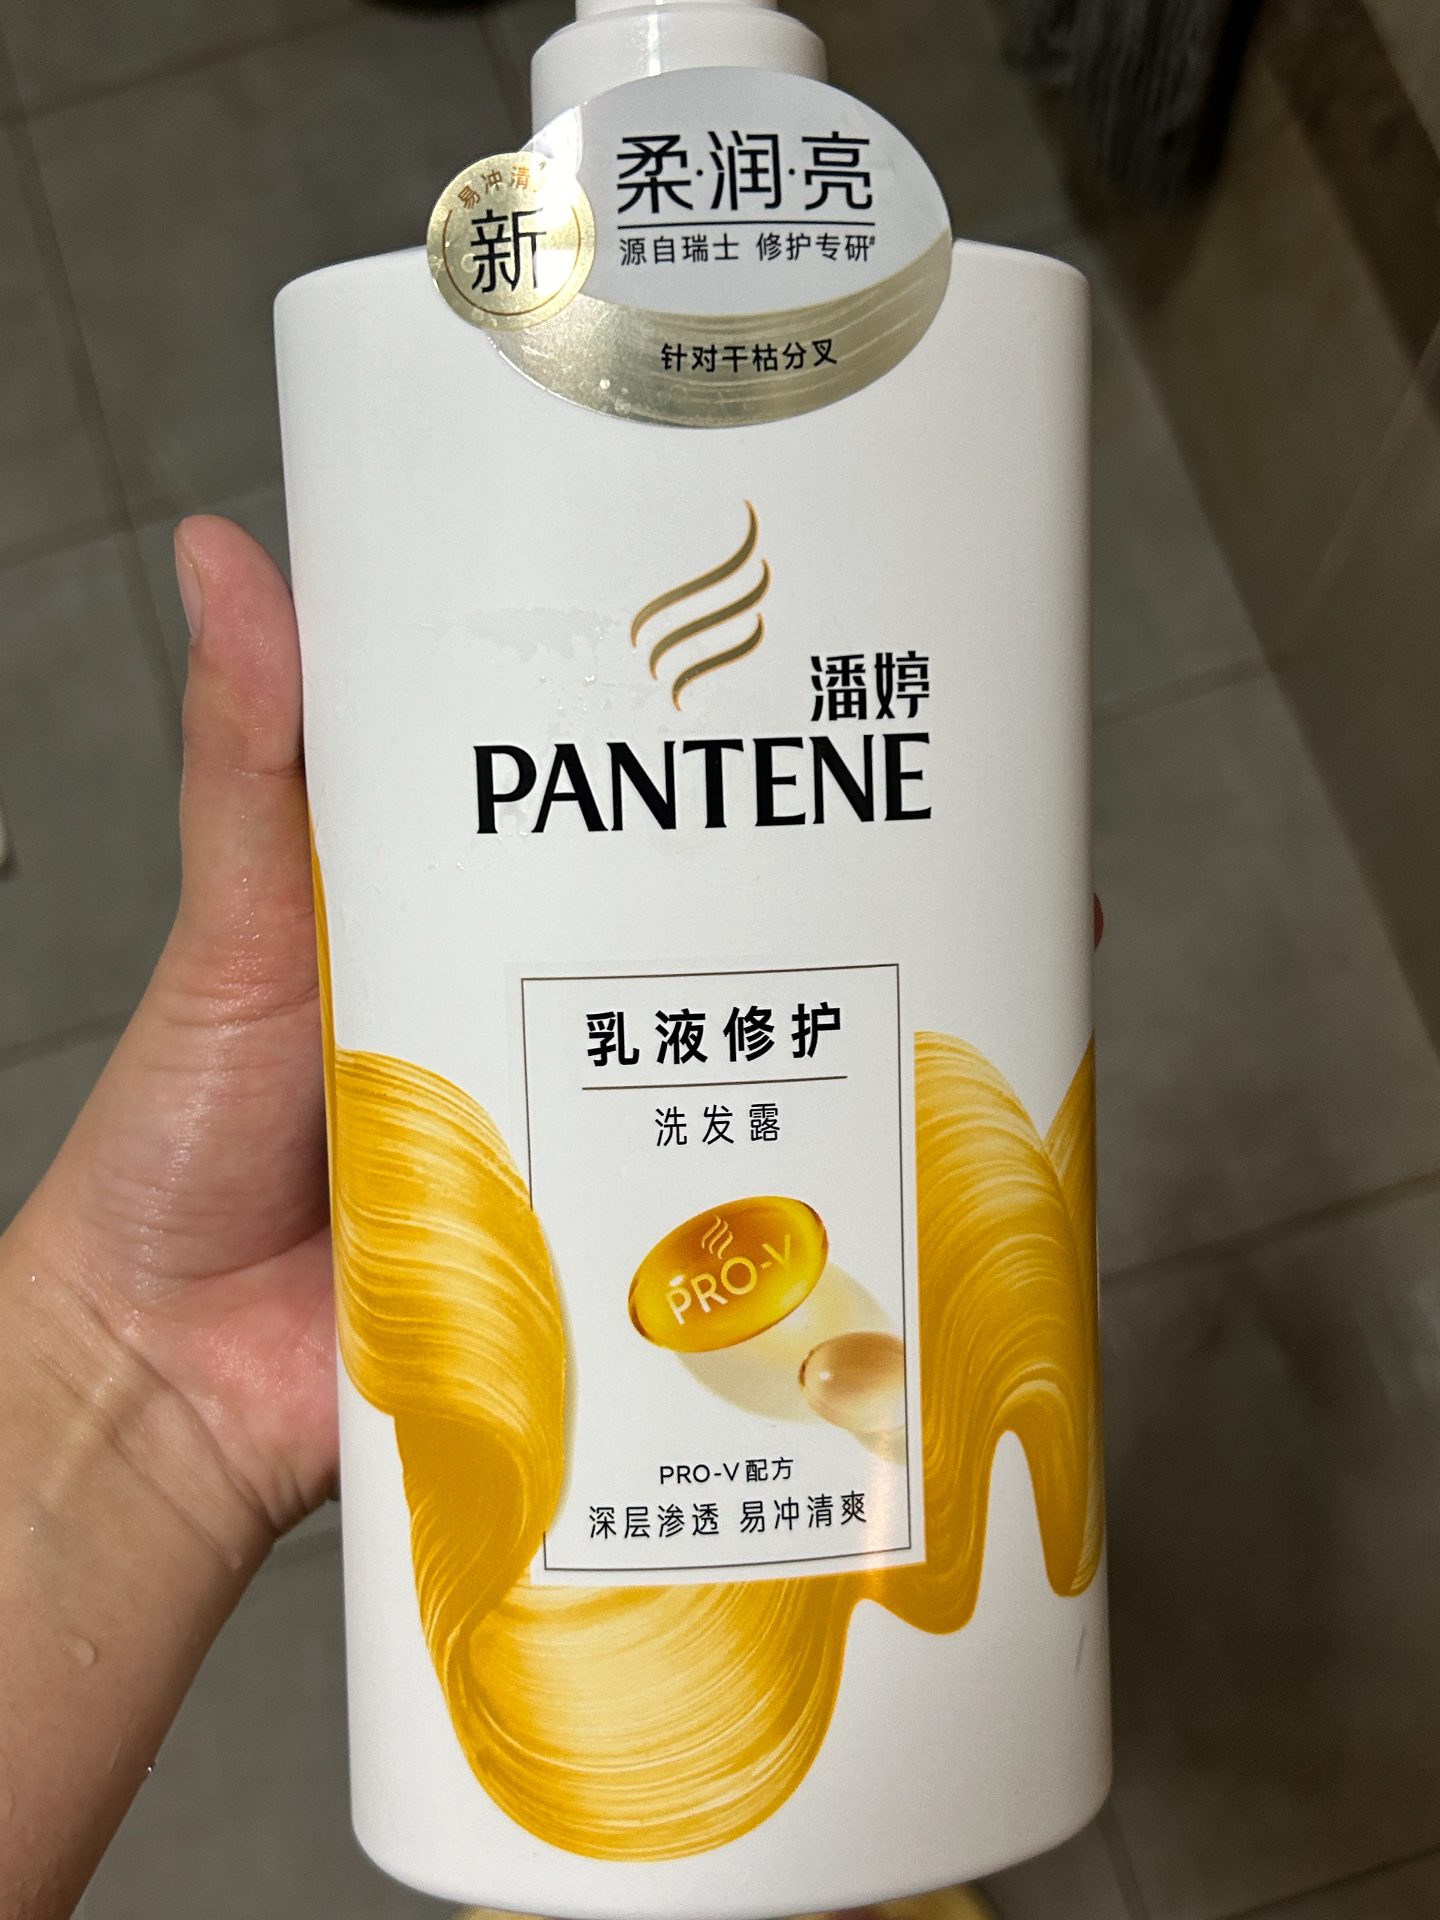 柔·润·亮
源自瑞士 修护专研#
易冲清
新
针对干枯分叉
潘婷
PANTENE
乳液修护
洗发露
PRO-V
PRO-V配方
深层渗透 易冲清爽